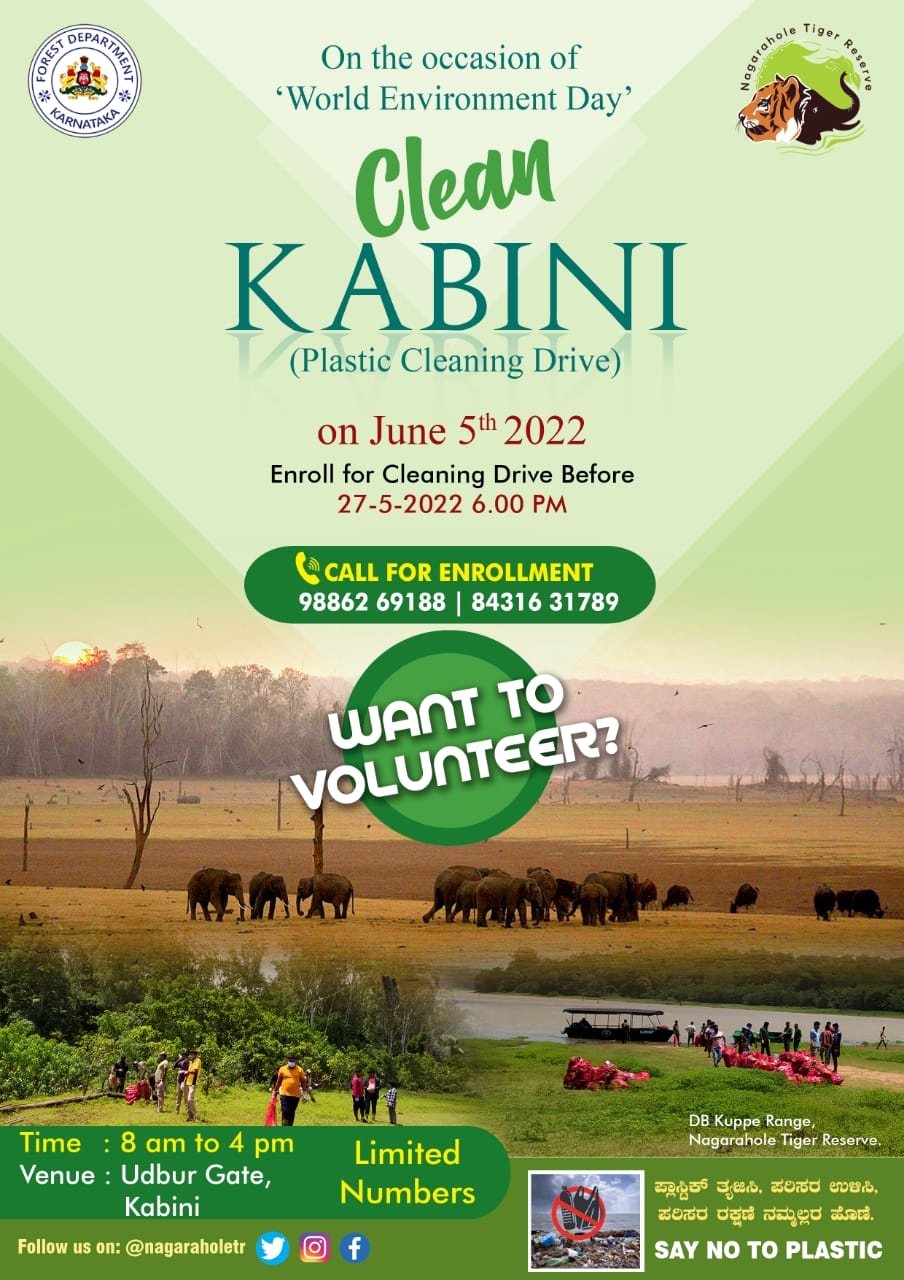 FOREST DEPARTMENT
KARNATAKA
Nagarahole Tiger Reserve
On the occasion of
‘World Environment Day’
Clean
KABINI
(Plastic Cleaning Drive)
on June 5th 2022
Enroll for Cleaning Drive Before
27-5-2022 6.00 PM
CALL FOR ENROLLMENT
98862 69188 | 84316 31789
WANT TO
VOLUNTEER?
DB Kuppe Range,
Nagarahole Tiger Reserve.
Time : 8 am to 4 pm
Venue : Udbur Gate,
Kabini
Limited
Numbers
Follow us on: @nagaraholetr
ಪ್ಲಾಸ್ಟಿಕ್ ತ್ಯಜಿಸಿ, ಪರಿಸರ ಉಳಿಸಿ,
ಪರಿಸರ ರಕ್ಷಣೆ ನಮ್ಮೆಲ್ಲರ ಹೊಣೆ.
SAY NO TO PLASTIC